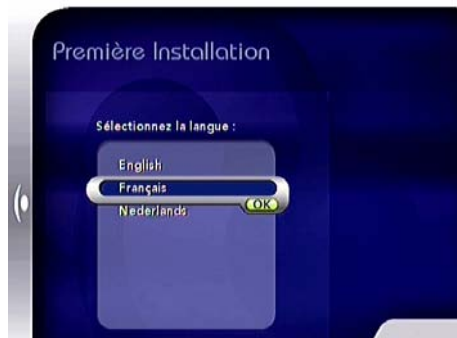 Première Installation
Sélectionnez la langue :
English
Français
Nederlands
OK